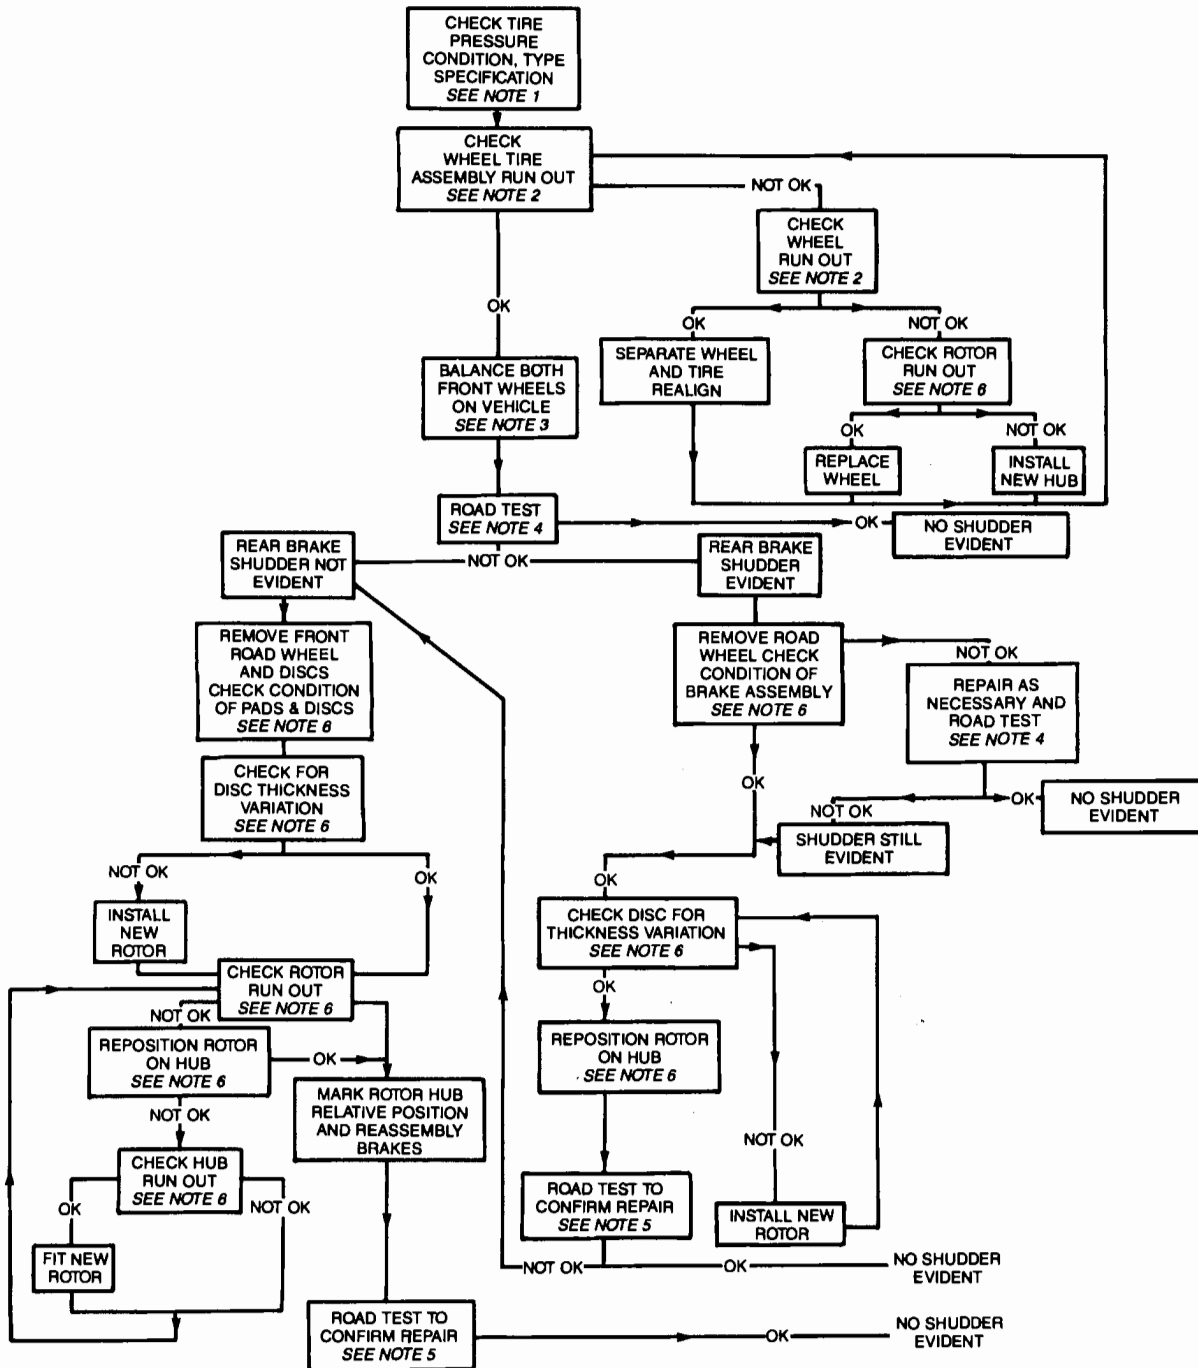 CHECK TIRE
PRESSURE
CONDITION, TYPE
SPECIFICATION
SEE NOTE 1
CHECK
WHEEL TIRE
ASSEMBLY RUN OUT
SEE NOTE 2
NOT OK
CHECK
WHEEL
RUN OUT
SEE NOTE 2
OK
OK
NOT OK
SEPARATE WHEEL
AND TIRE
REALIGN
CHECK ROTOR
RUN OUT
SEE NOTE 6
BALANCE BOTH
FRONT WHEELS
ON VEHICLE
SEE NOTE 3
OK
NOT OK
REPLACE
WHEEL
INSTALL
NEW HUB
ROAD TEST
SEE NOTE 4
OK
NO SHUDDER
EVIDENT
NOT OK
REAR BRAKE
SHUDDER NOT
EVIDENT
REAR BRAKE
SHUDDER
EVIDENT
REMOVE FRONT
ROAD WHEEL
AND DISCS
CHECK CONDITION
OF PADS & DISCS
SEE NOTE 6
REMOVE ROAD
WHEEL CHECK
CONDITION OF
BRAKE ASSEMBLY
SEE NOTE 6
NOT OK
REPAIR AS
NECESSARY AND
ROAD TEST
SEE NOTE 4
CHECK FOR
DISC THICKNESS
VARIATION
SEE NOTE 6
OK
NOT OK
OK
NO SHUDDER
EVIDENT
SHUDDER STILL
EVIDENT
NOT OK
OK
OK
INSTALL
NEW
ROTOR
CHECK DISC FOR
THICKNESS VARIATION
SEE NOTE 6
CHECK ROTOR
RUN OUT
SEE NOTE 6
OK
NOT OK
REPOSITION ROTOR
ON HUB
SEE NOTE 6
OK
REPOSITION ROTOR
ON HUB
SEE NOTE 6
MARK ROTOR HUB
RELATIVE POSITION
AND REASSEMBLY
BRAKES
NOT OK
NOT OK
CHECK HUB
RUN OUT
SEE NOTE 6
OK
NOT OK
ROAD TEST TO
CONFIRM REPAIR
SEE NOTE 5
INSTALL NEW
ROTOR
FIT NEW
ROTOR
NOT OK
OK
NO SHUDDER
EVIDENT
ROAD TEST TO
CONFIRM REPAIR
SEE NOTE 5
OK
NO SHUDDER
EVIDENT